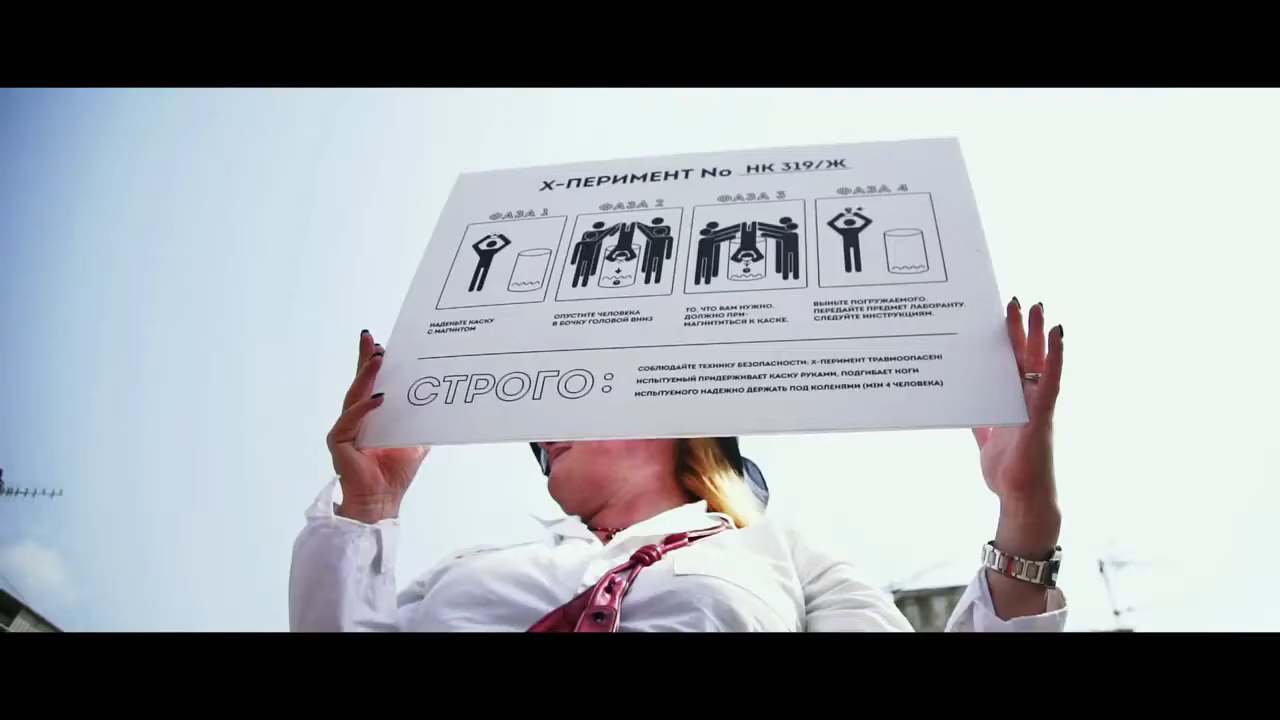 Х-ПЕРИМЕНТ No НК 319/Ж
ФАЗА 1 ФАЗА 2 ФАЗА 3 ФАЗА 4
НАДЕНЬТЕ КАСКУ
С МАГНИТОМ
ОПУСТИТЕ ЧЕЛОВЕКА
В БОЧКУ ГОЛОВОЙ ВНИЗ
ТО, ЧТО ВАМ НУЖНО,
ДОЛЖНО ПРИ-
МАГНИТИТЬСЯ К КАСКЕ.
ВЫНЬТЕ ПОГРУЖАЕМОГО.
ПЕРЕДАЙТЕ ПРЕДМЕТ ЛАБОРАНТУ.
СЛЕДУЙТЕ ИНСТРУКЦИЯМ.
СТРОГО:
СОБЛЮДАЙТЕ ТЕХНИКУ БЕЗОПАСНОСТИ: Х-ПЕРИМЕНТ ТРАВМООПАСЕН!
ИСПЫТУЕМЫЙ ПРИДЕРЖИВАЕТ КАСКУ РУКАМИ, ПОДГИБАЕТ НОГИ
ИСПЫТУЕМОГО НАДЕЖНО ДЕРЖАТЬ ПОД КОЛЕНЯМИ (MIN 4 ЧЕЛОВЕКА)